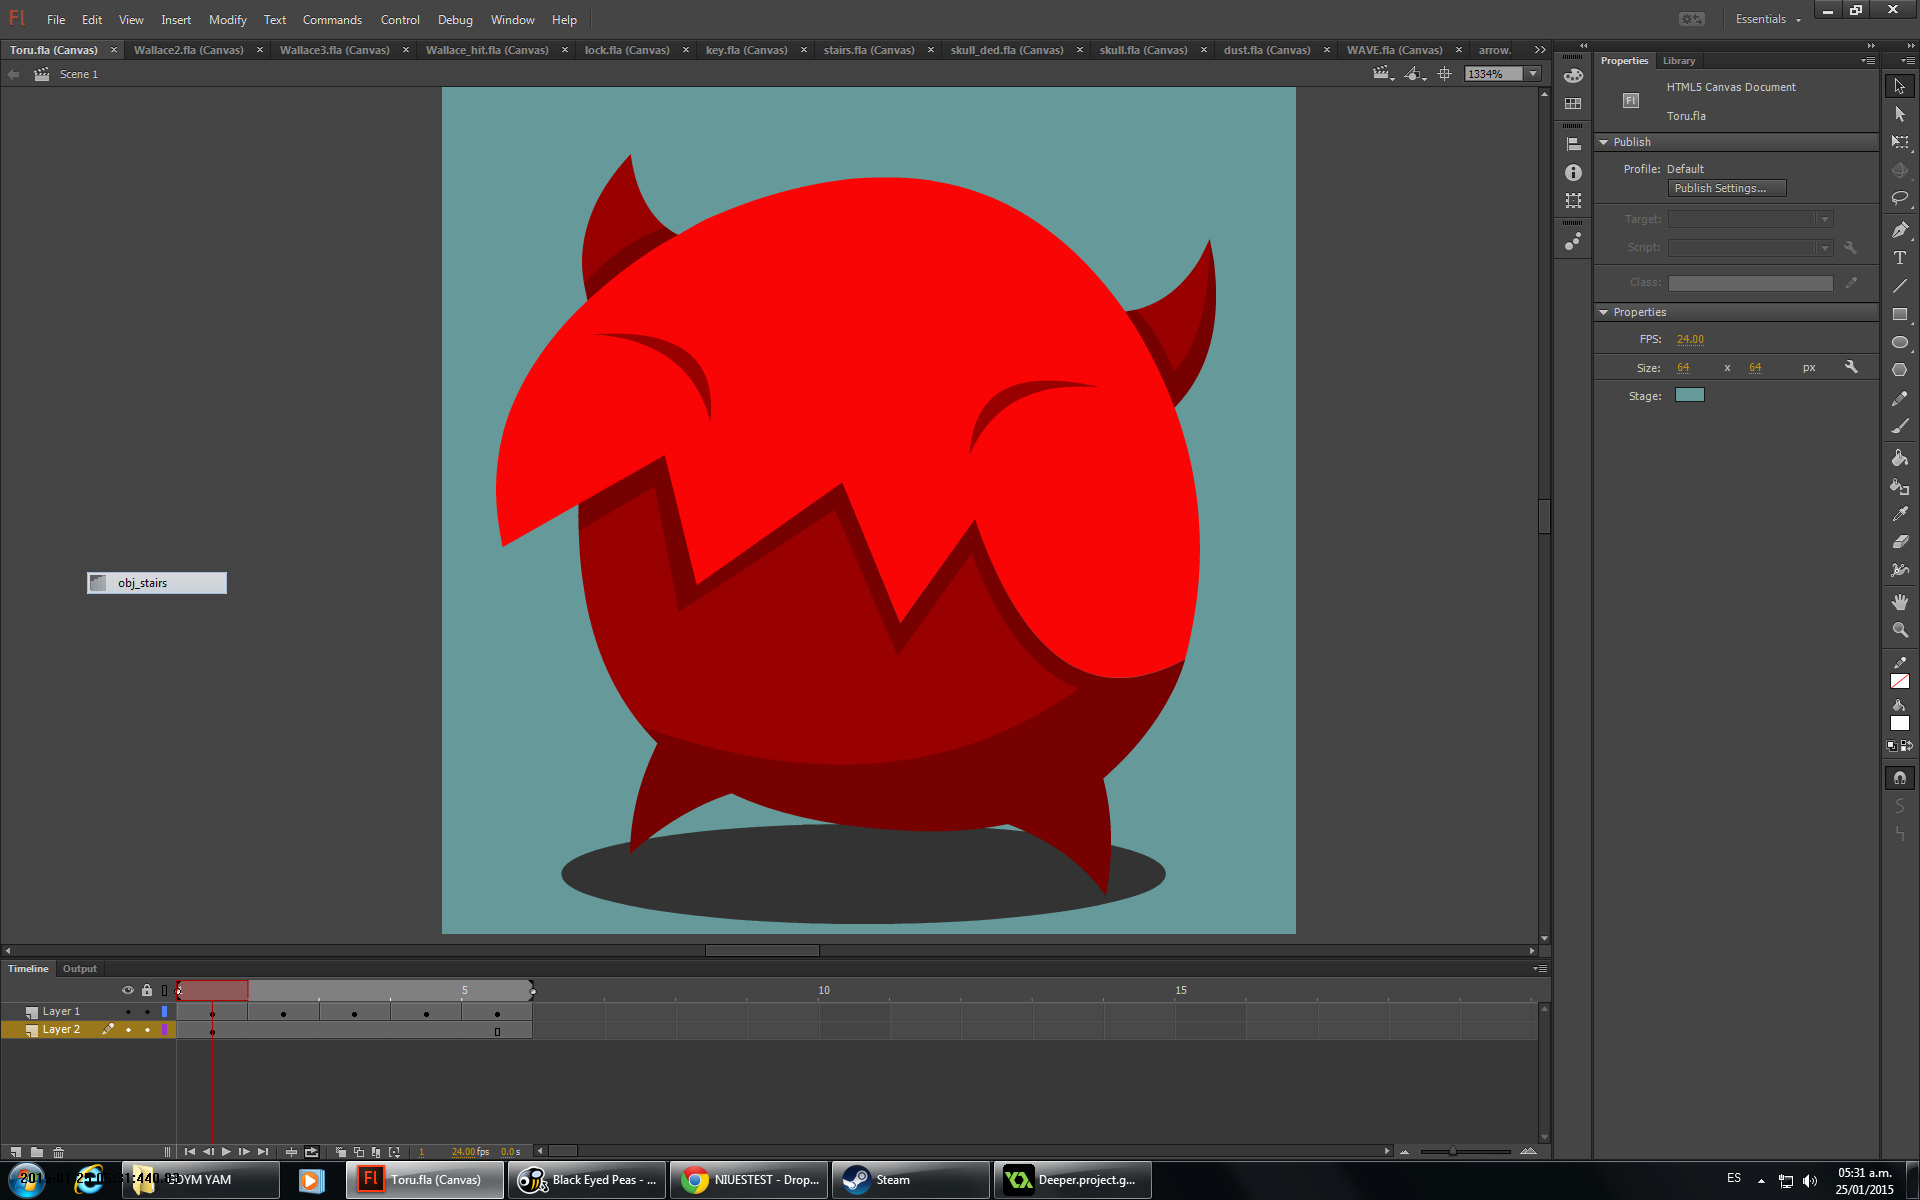 Fl File Edit View Insert Modify Text Commands Control Debug Window Help Essentials
Toru.fla (Canvas) Wallace2.fla (Canvas) Wallace3.fla (Canvas) Wallace_hit.fla (Canvas) lock.fla (Canvas) key.fla (Canvas) stairs.fla (Canvas) skull_ded.fla (Canvas) skull.fla (Canvas) dust.fla (Canvas) WAVE.fla (Canvas) arrow.
Scene 1 1334%
Properties Library
HTML5 Canvas Document
Fl
Toru.fla
Publish
Profile: Default
Publish Settings...
Target:
Script:
Class:
Properties
FPS: 24.00
Size: 64 x 64 px
Stage:
obj_stairs
Timeline Output
5 10 15
Layer 1
Layer 2
1 24.00 fps 0.0 s
YAM Fl Toru.fla (Canvas) Black Eyed Peas - ... NIUESTEST - Drop... Steam Deeper.project.g... ES
05:31 a.m.
25/01/2015